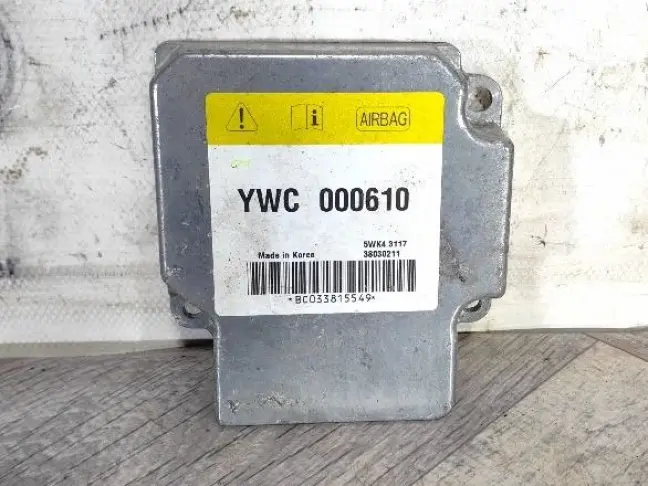 AIRBAG
YWC 000610
5WK4 3117
Made in Korea 38030211
*BC033815549*